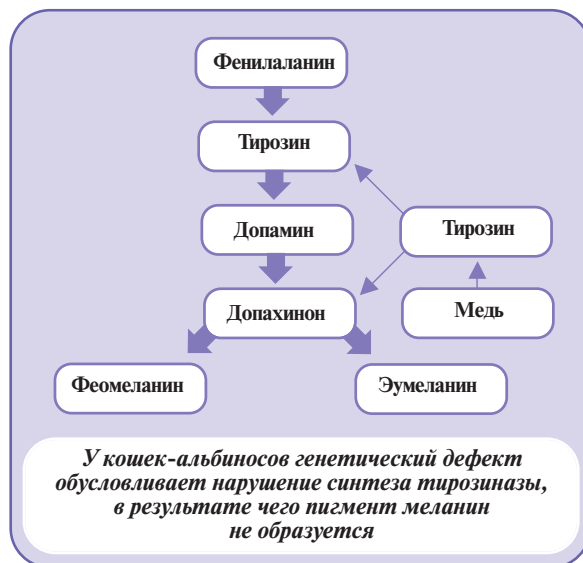 Фенилаланин
Тирозин
Допамин
Тирозин
Допахинон
Медь
Феомеланин
Эумеланин
У кошек-альбиносов генетический дефект
обусловливает нарушение синтеза тирозиназы,
в результате чего пигмент меланин
не образуется